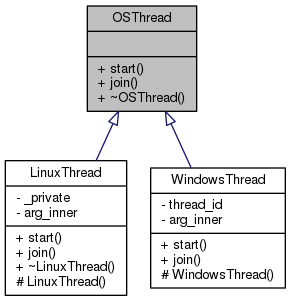 OSThread
+ start()
+ join()
+ ~OSThread()
LinuxThread
- _private
- arg_inner
+ start()
+ join()
+ ~LinuxThread()
# LinuxThread()
WindowsThread
- thread_id
- arg_inner
+ start()
+ join()
# WindowsThread()